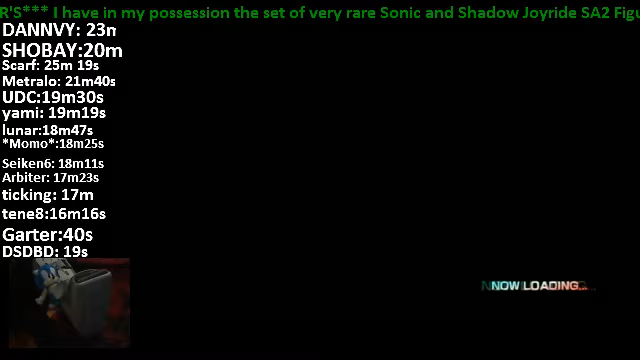 R'S*** I have in my possession the set of very rare Sonic and Shadow Joyride SA2 Figu
DANNVY: 23m
SHOBAY:20m
Scarf: 25m 19s
Metralo: 21m40s
UDC:19m30s
yami: 19m19s
lunar:18m47s
*Momo*:18m25s
Seiken6: 18m11s
Arbiter: 17m23s
ticking: 17m
tene8:16m16s
Garter:40s
DSDBD: 19s
NOW LOADING...